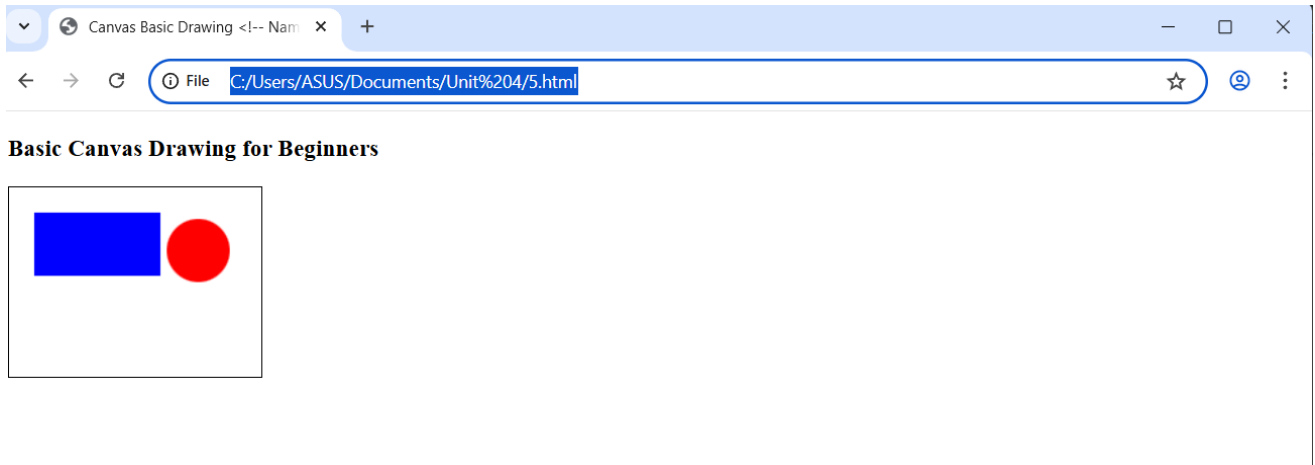 Canvas Basic Drawing <!-- Nam
File C:/Users/ASUS/Documents/Unit%204/5.html
Basic Canvas Drawing for Beginners